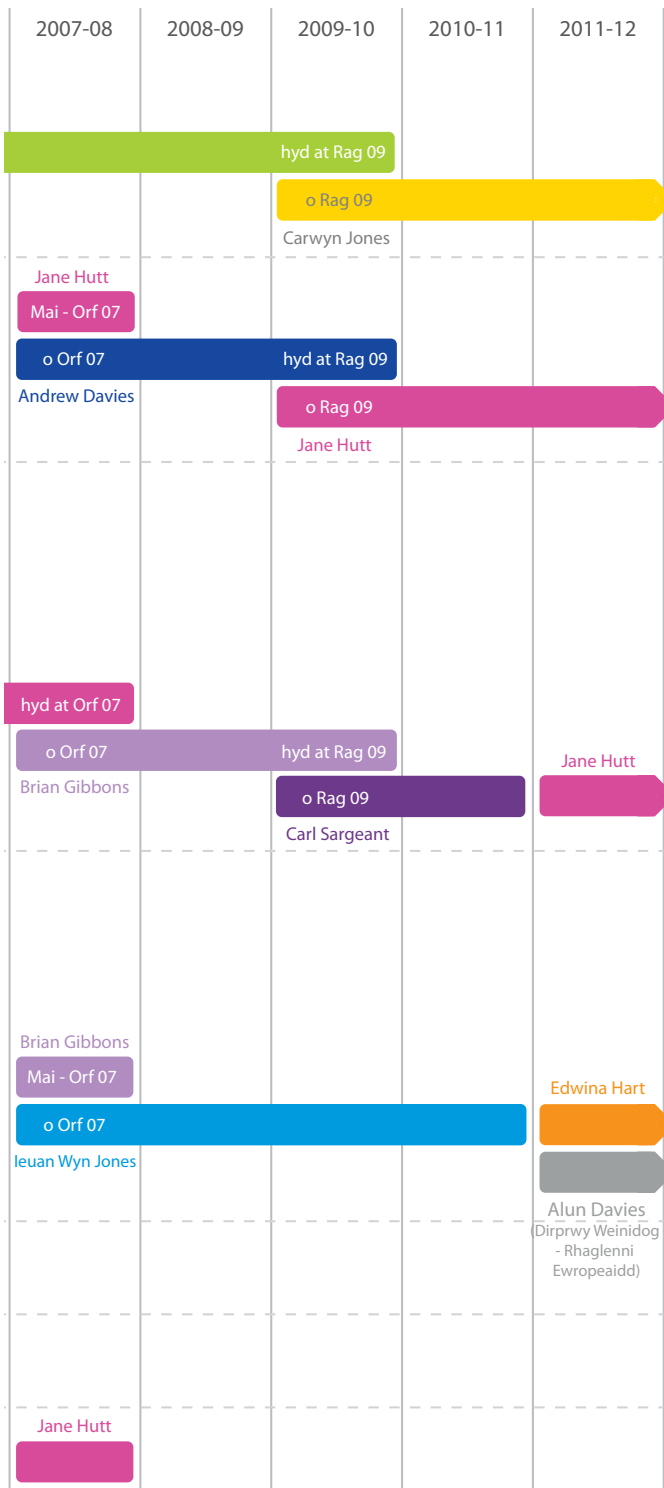 2007-08 2008-09 2009-10 2010-11 2011-12
hyd at Rag 09
o Rag 09
Carwyn Jones
Jane Hutt
Mai - Orf 07
o Orf 07 hyd at Rag 09
Andrew Davies
o Rag 09
Jane Hutt
hyd at Orf 07
o Orf 07 hyd at Rag 09
Brian Gibbons
Jane Hutt
o Rag 09
Carl Sargeant
Brian Gibbons
Mai - Orf 07
Edwina Hart
o Orf 07
Ieuan Wyn Jones
Alun Davies
(Dirprwy Weinidog
- Rhaglenni
Ewropeaidd)
Jane Hutt